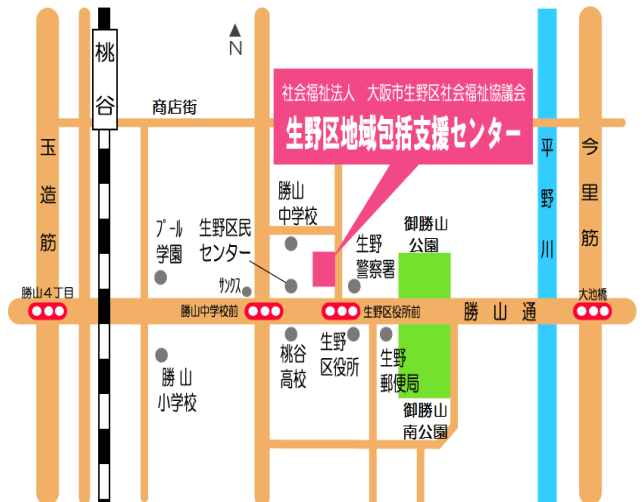 桃谷
N
商店街
社会福祉法人　大阪市生野区社会福祉協議会
生野区地域包括支援センター
玉造筋
平野川
今里筋
勝山
中学校
御勝山
公園
プール
学園
生野区民
センター
生野
警察署
サンクス
勝山4丁目
勝山中学校前
生野区役所前
勝山通
大池橋
勝山
小学校
桃谷
高校
生野
区役所
生野
郵便局
御勝山
南公園